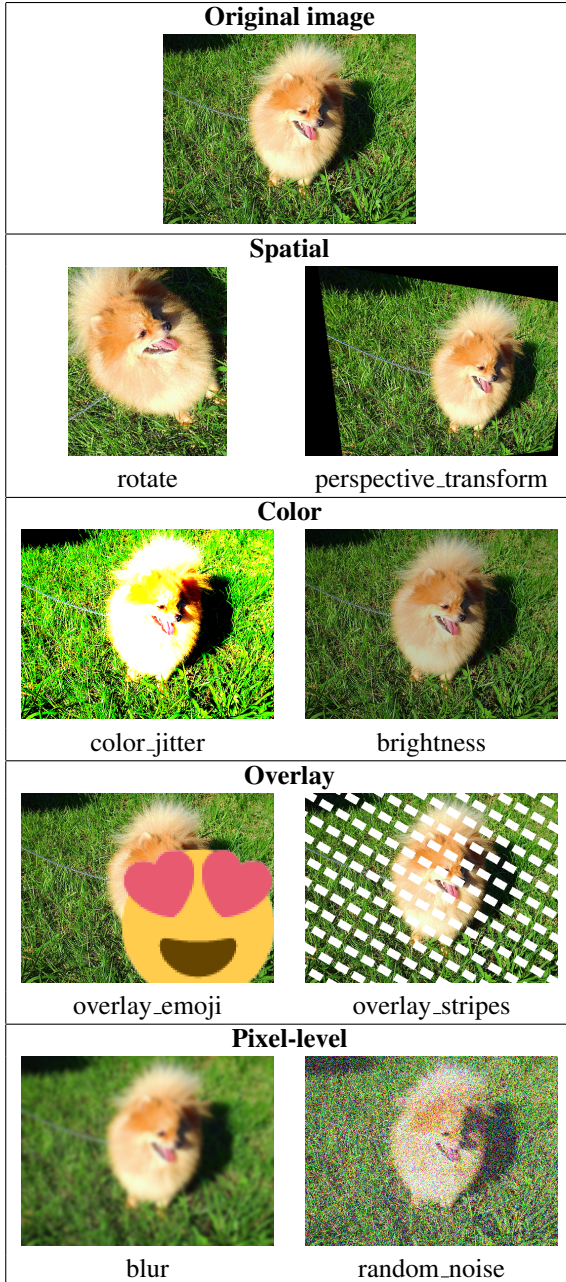 Original image
Spatial
rotate
perspective_transform
Color
color_jitter
brightness
Overlay
overlay_emoji
overlay_stripes
Pixel-level
blur
random_noise